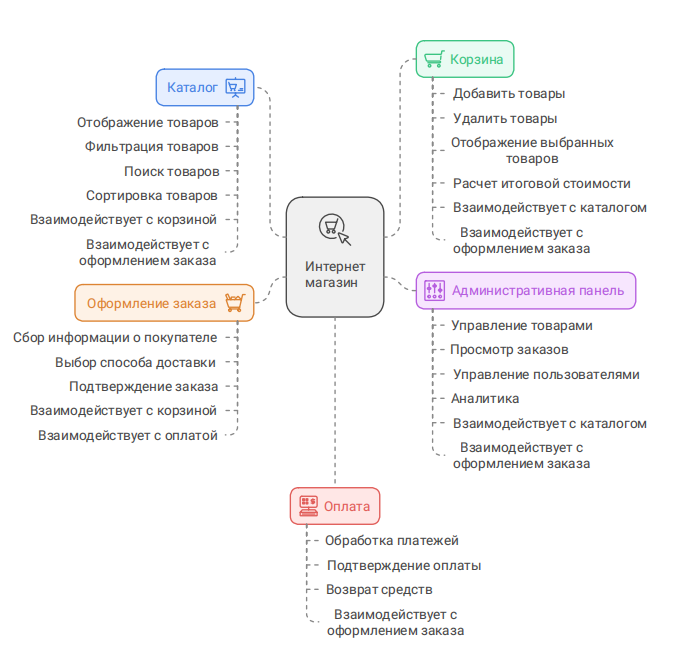 Каталог
Отображение товаров
Фильтрация товаров
Поиск товаров
Сортировка товаров
Взаимодействует с корзиной
Взаимодействует с
оформлением заказа
Оформление заказа
Сбор информации о покупателе
Выбор способа доставки
Подтверждение заказа
Взаимодействует с корзиной
Взаимодействует с оплатой
Интернет
магазин
Корзина
Добавить товары
Удалить товары
Отображение выбранных
товаров
Расчет итоговой стоимости
Взаимодействует с каталогом
Взаимодействует с
оформлением заказа
Административная панель
Управление товарами
Просмотр заказов
Управление пользователями
Аналитика
Взаимодействует с каталогом
Взаимодействует с
оформлением заказа
Оплата
Обработка платежей
Подтверждение оплаты
Возврат средств
Взаимодействует с
оформлением заказа